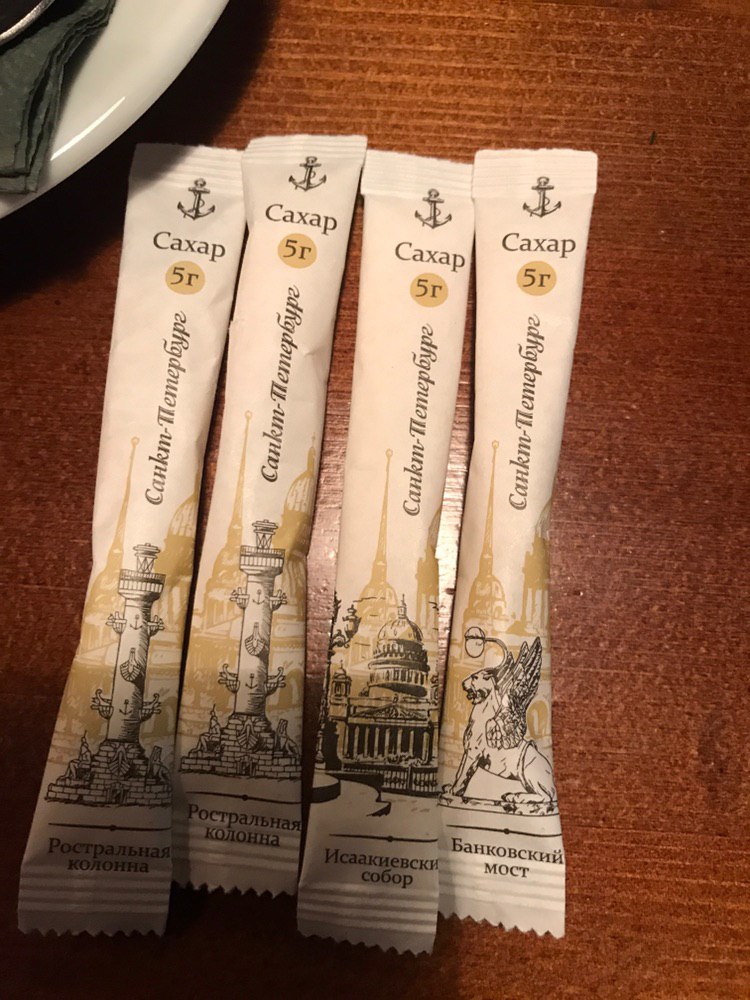 Сахар
5г
Санкт-Петербург
Ростральная
колонна
Сахар
5г
Санкт-Петербург
Ростральная
колонна
Сахар
5г
Санкт-Петербург
Исаакиевски
собор
Сахар
5г
Санкт-Петербург
Банковский
мост